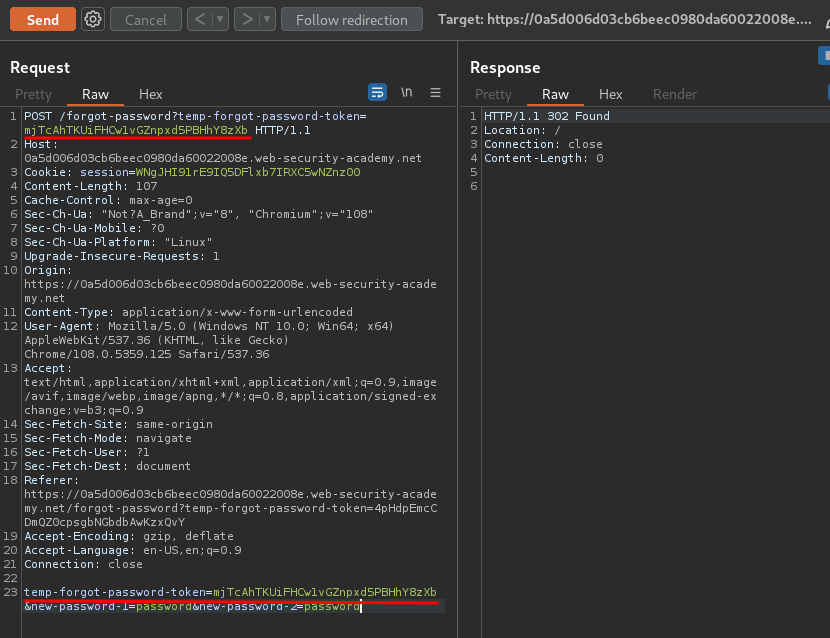 Send Cancel < > Follow redirection Target: https://0a5d006d03cb6beec0980da60022008e....
Request
Pretty Raw Hex \n
1 POST /forgot-password?temp-forgot-password-token=
mjTcAhTKUiFHCw1vGZnpxd5PBHhY8zXb HTTP/1.1
2 Host:
0a5d006d03cb6beec0980da60022008e.web-security-academy.net
3 Cookie: session=WNgJHI9lrE9IQ5DFlxb7IRXC5wNZnzOO
4 Content-Length: 107
5 Cache-Control: max-age=0
6 Sec-Ch-Ua: "Not?A_Brand";v="8", "Chromium";v="108"
7 Sec-Ch-Ua-Mobile: ?0
8 Sec-Ch-Ua-Platform: "Linux"
9 Upgrade-Insecure-Requests: 1
10 Origin:
https://0a5d006d03cb6beec0980da60022008e.web-security-acade
my.net
11 Content-Type: application/x-www-form-urlencoded
12 User-Agent: Mozilla/5.0 (Windows NT 10.0; Win64; x64)
AppleWebKit/537.36 (KHTML, like Gecko)
Chrome/108.0.5359.125 Safari/537.36
13 Accept:
text/html,application/xhtml+xml,application/xml;q=0.9,image
/avif,image/webp,image/apng,*/*;q=0.8,application/signed-ex
change;v=b3;q=0.9
14 Sec-Fetch-Site: same-origin
15 Sec-Fetch-Mode: navigate
16 Sec-Fetch-User: ?1
17 Sec-Fetch-Dest: document
18 Referer:
https://0a5d006d03cb6beec0980da60022008e.web-security-acade
my.net/forgot-password?temp-forgot-password-token=4pHdpEmcC
DmQZ0cpsgbNGbdbAwKzxQvY
19 Accept-Encoding: gzip, deflate
20 Accept-Language: en-US,en;q=0.9
21 Connection: close
22
23 temp-forgot-password-token=mjTcAhTKUiFHCw1vGZnpxd5PBHhY8zXb
&new-password-1=password&new-password-2=password
Response
Pretty Raw Hex Render
1 HTTP/1.1 302 Found
2 Location: /
3 Connection: close
4 Content-Length: 0
5
6